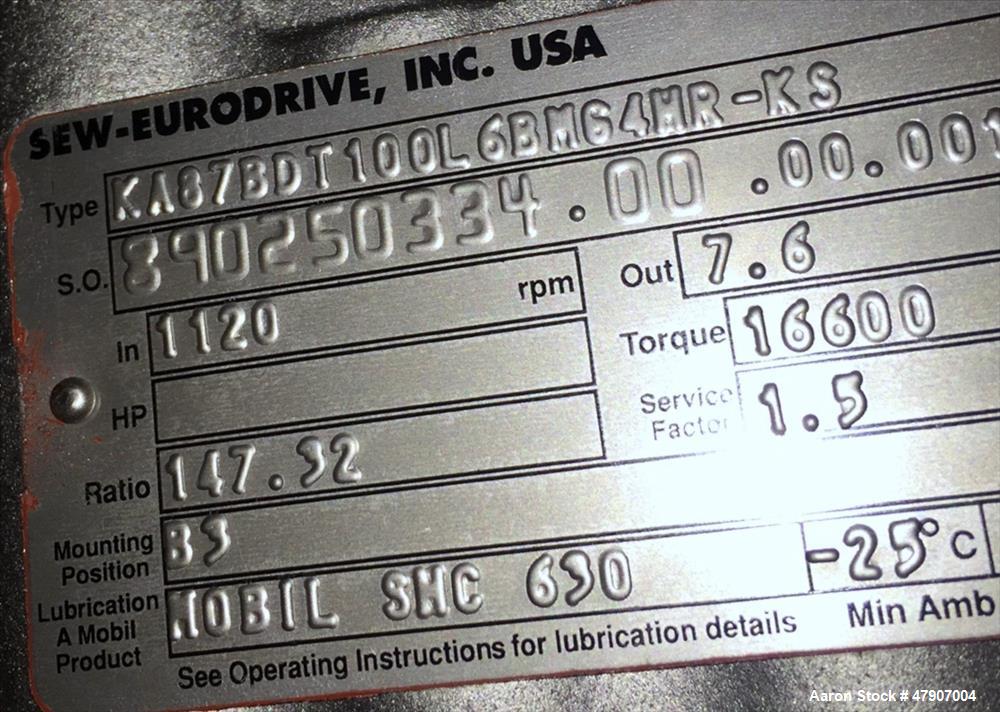 SEW-EURODRIVE, INC. USA
Type KA87BDT100L6BMG4HR-KS
S.O. 890250334.00.00.001
In 1120 rpm Out 7.6
HP Torque 16600
Ratio 147.32 Service Factor 1.5
Mounting Position B3
Lubrication A Mobil Product MOBIL SHC 630 -25°C
See Operating Instructions for lubrication details Min Amb
Aaron Stock # 47907004